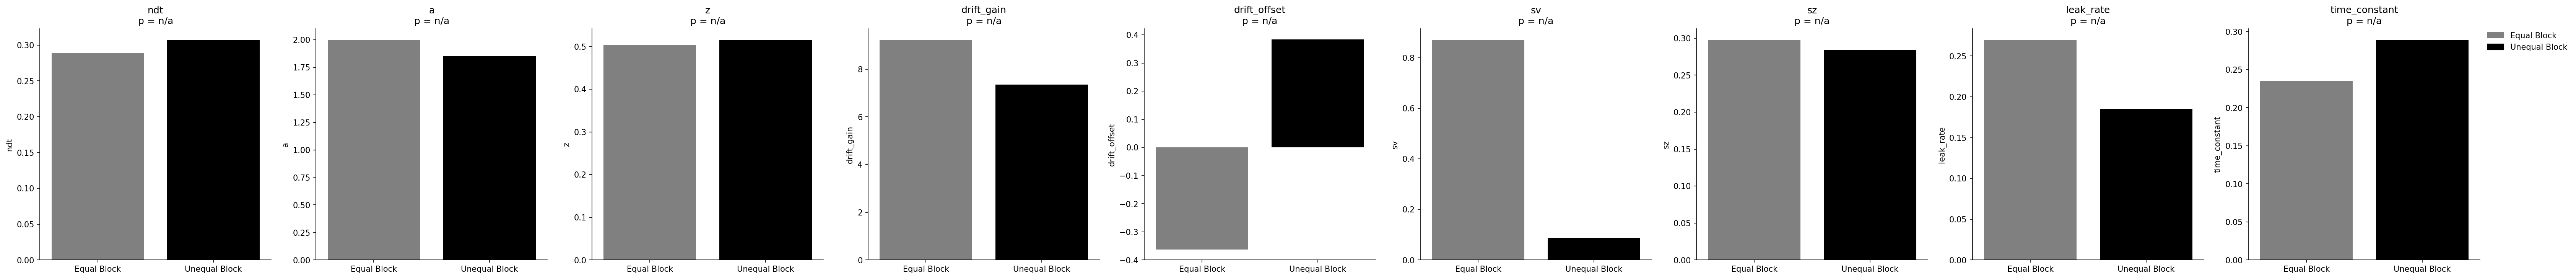 ndt
p = n/a
ndt
0.30
0.25
0.20
0.15
0.10
0.05
0.00
Equal Block
Unequal Block
a
p = n/a
a
2.00
1.75
1.50
1.25
1.00
0.75
0.50
0.25
0.00
Equal Block
Unequal Block
z
p = n/a
z
0.5
0.4
0.3
0.2
0.1
0.0
Equal Block
Unequal Block
drift_gain
p = n/a
drift_gain
8
6
4
2
0
Equal Block
Unequal Block
drift_offset
p = n/a
drift_offset
0.4
0.3
0.2
0.1
0.0
−0.1
−0.2
−0.3
−0.4
Equal Block
Unequal Block
sv
p = n/a
sv
0.8
0.6
0.4
0.2
0.0
Equal Block
Unequal Block
sz
p = n/a
sz
0.30
0.25
0.20
0.15
0.10
0.05
0.00
Equal Block
Unequal Block
leak_rate
p = n/a
leak_rate
0.25
0.20
0.15
0.10
0.05
0.00
Equal Block
Unequal Block
time_constant
p = n/a
time_constant
0.30
0.25
0.20
0.15
0.10
0.05
0.00
Equal Block
Unequal Block
Equal Block
Unequal Block